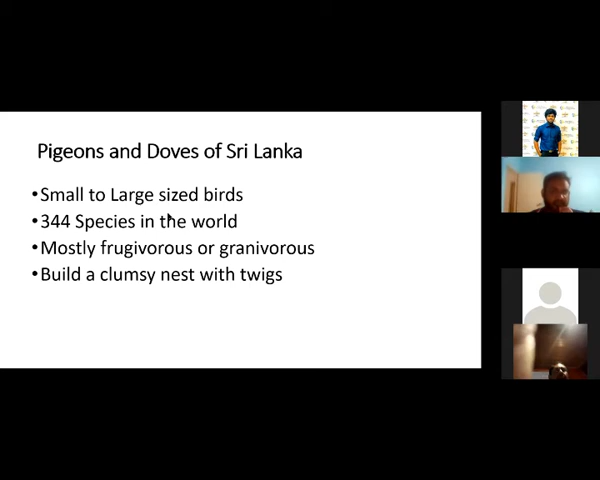 Pigeons and Doves of Sri Lanka
•Small to Large sized birds
•344 Species in the world
•Mostly frugivorous or granivorous
•Build a clumsy nest with twigs